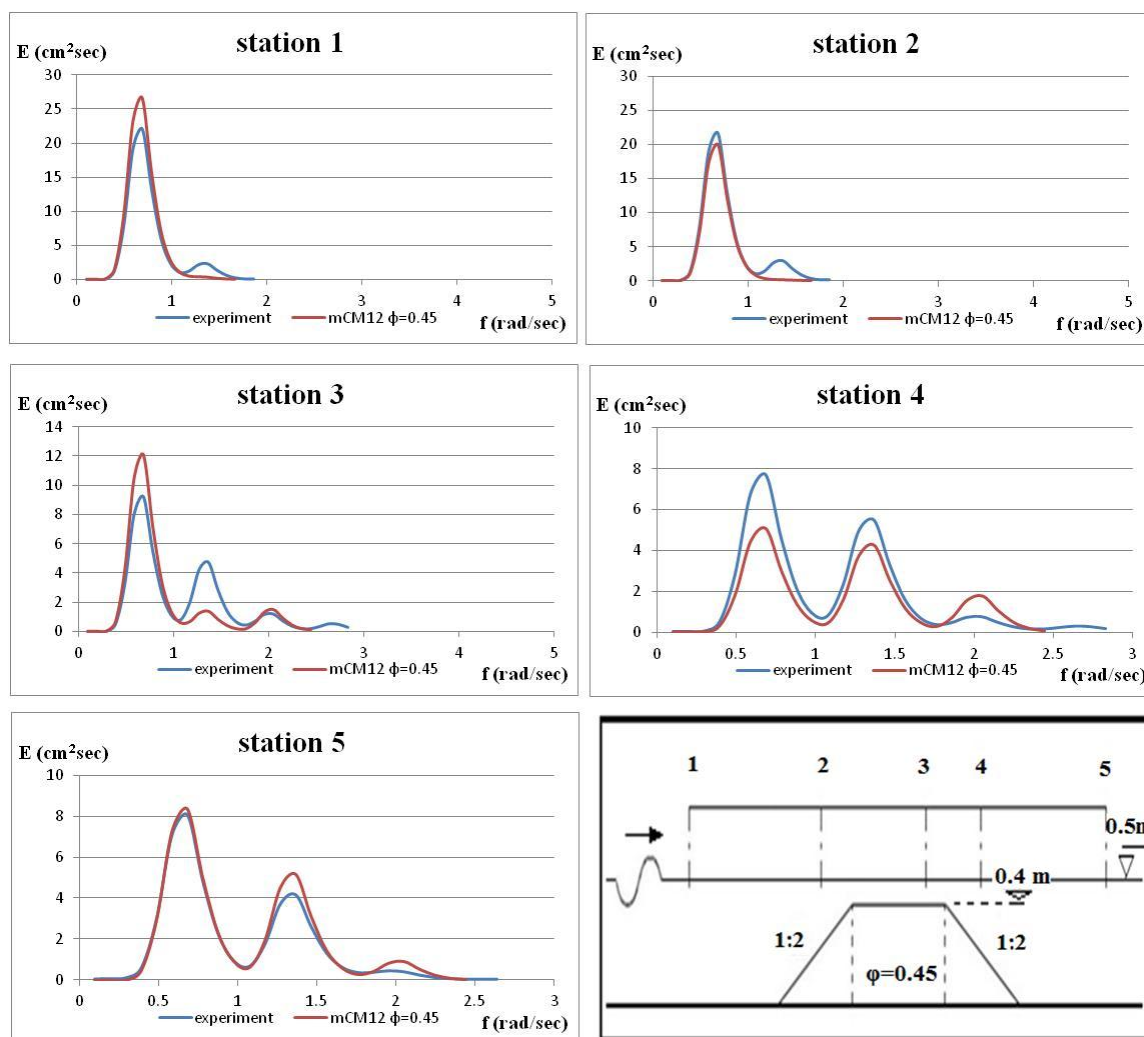 station 1
E (cm²sec)
30
25
20
15
10
5
0
0 1 2 3 4 5
experiment mCM12 ϕ=0.45 f (rad/sec)
station 2
E (cm²sec)
30
25
20
15
10
5
0
0 1 2 3 4 5
experiment mCM12 ϕ=0.45 f (rad/sec)
station 3
E (cm²sec)
14
12
10
8
6
4
2
0
0 1 2 3 4 5
experiment mCM12 ϕ=0.45 f (rad/sec)
station 4
E (cm²sec)
10
8
6
4
2
0
0 0.5 1 1.5 2 2.5 3
experiment mCM12 ϕ=0.45 f (rad/sec)
station 5
E (cm²sec)
10
8
6
4
2
0
0 0.5 1 1.5 2 2.5 3
experiment mCM12 ϕ=0.45 f (rad/sec)
1 2 3 4 5
0.5m
0.4 m
1:2 1:2
φ=0.45